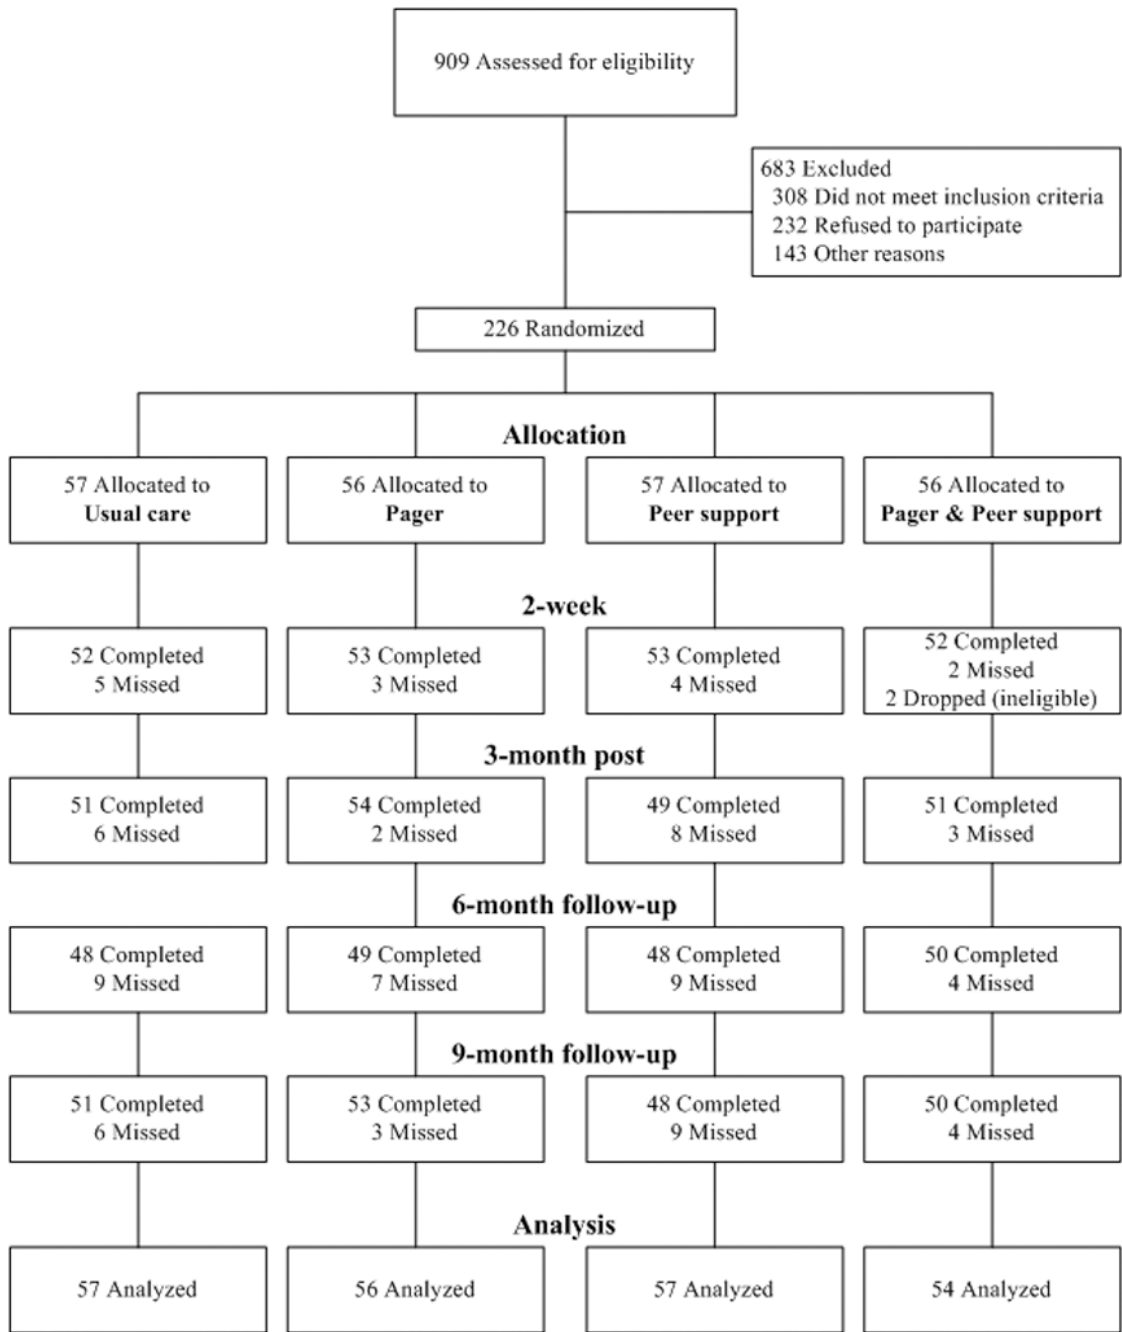 909 Assessed for eligibility
683 Excluded
308 Did not meet inclusion criteria
232 Refused to participate
143 Other reasons
226 Randomized
Allocation
57 Allocated to
Usual care
56 Allocated to
Pager
57 Allocated to
Peer support
56 Allocated to
Pager & Peer support
2-week
52 Completed
5 Missed
53 Completed
3 Missed
53 Completed
4 Missed
52 Completed
2 Missed
2 Dropped (ineligible)
3-month post
51 Completed
6 Missed
54 Completed
2 Missed
49 Completed
8 Missed
51 Completed
3 Missed
6-month follow-up
48 Completed
9 Missed
49 Completed
7 Missed
48 Completed
9 Missed
50 Completed
4 Missed
9-month follow-up
51 Completed
6 Missed
53 Completed
3 Missed
48 Completed
9 Missed
50 Completed
4 Missed
Analysis
57 Analyzed
56 Analyzed
57 Analyzed
54 Analyzed